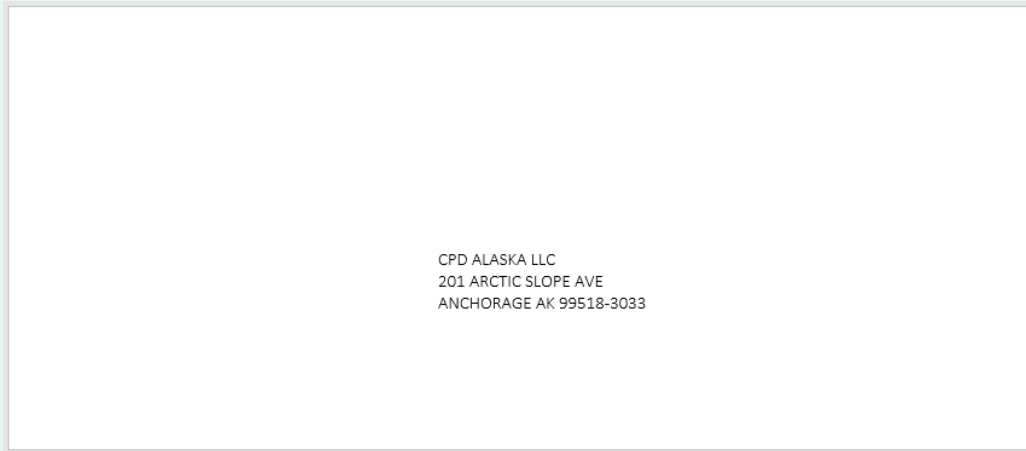 CPD ALASKA LLC
201 ARCTIC SLOPE AVE
ANCHORAGE AK 99518-3033